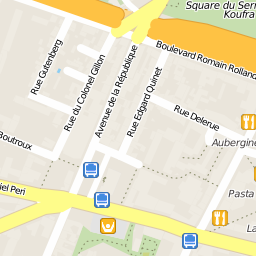 Square du Ser
Koufra
Boulevard Romain Rolland
Rue Gutenberg
Rue du Colonel Gillon
Avenue de la République
Rue Edgard Quinet
Rue Delerue
Boutroux
Aubergine
iel Peri
Pasta
La